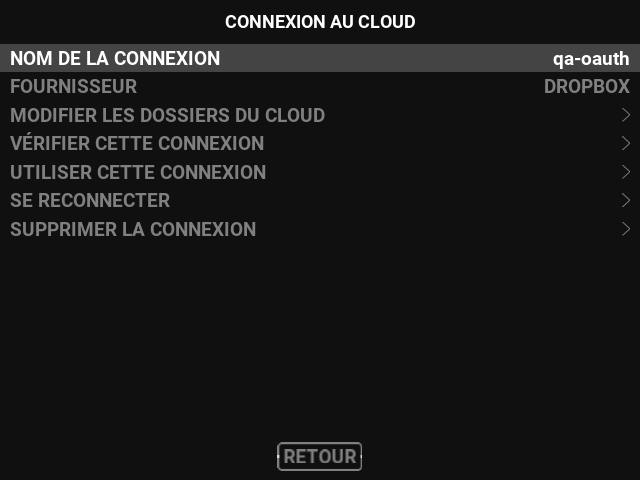 CONNEXION AU CLOUD
NOM DE LA CONNEXION qa-oauth
FOURNISSEUR DROPBOX
MODIFIER LES DOSSIERS DU CLOUD
VÉRIFIER CETTE CONNEXION
UTILISER CETTE CONNEXION
SE RECONNECTER
SUPPRIMER LA CONNEXION
RETOUR